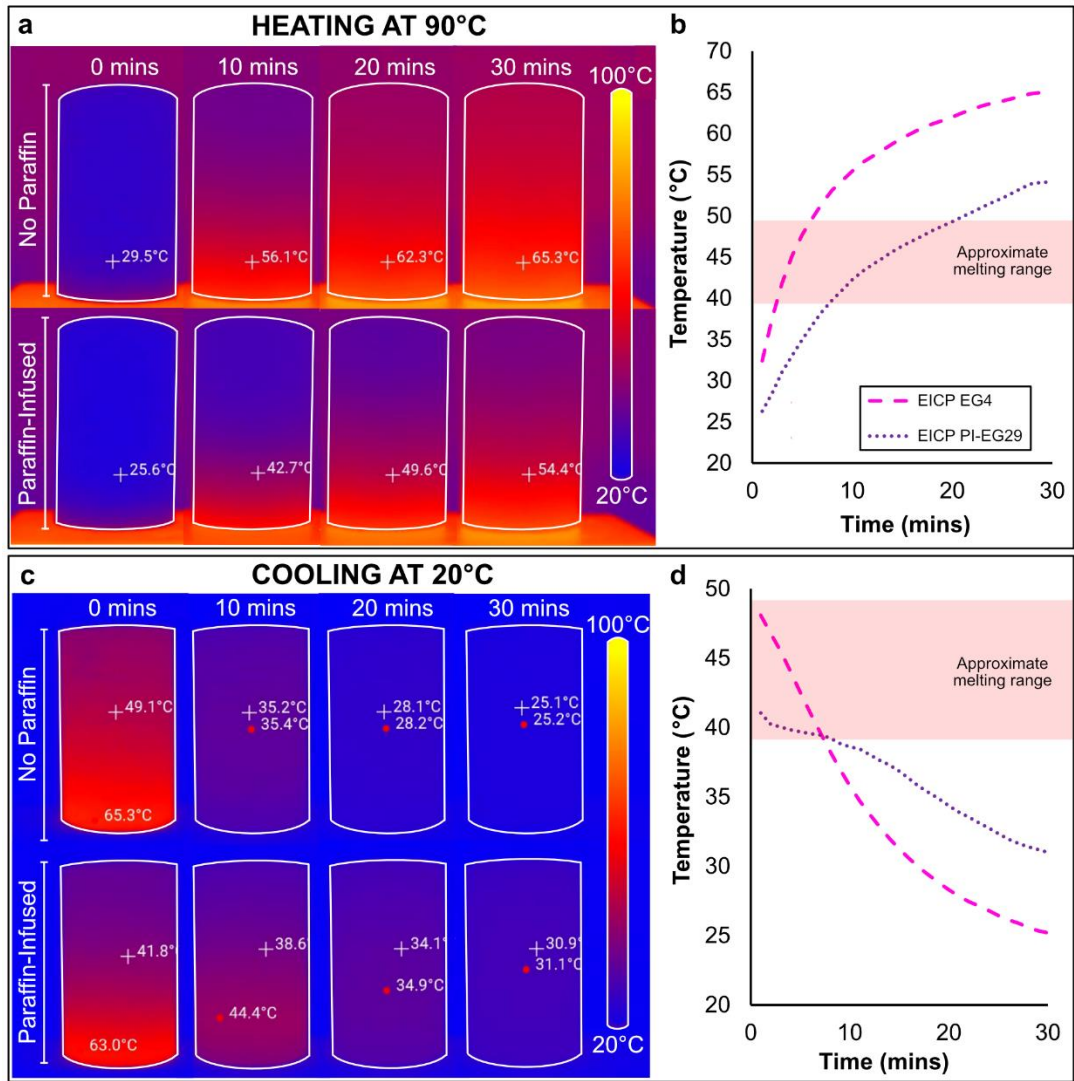 a
HEATING AT 90°C
0 mins
10 mins
20 mins
30 mins
100°C
No Paraffin
29.5°C
56.1°C
62.3°C
65.3°C
Paraffin-Infused
25.6°C
42.7°C
49.6°C
54.4°C
20°C
b
70
65
60
55
50
45
40
35
30
25
20
Temperature (°C)
Approximate
melting range
EICP EG4
EICP PI-EG29
0
10
20
30
Time (mins)
c
COOLING AT 20°C
0 mins
10 mins
20 mins
30 mins
100°C
No Paraffin
49.1°C
65.3°C
35.2°C
35.4°C
28.1°C
28.2°C
25.1°C
25.2°C
Paraffin-Infused
41.8°
63.0°C
38.6
44.4°C
34.1°
34.9°C
30.9°
31.1°C
20°C
d
50
45
40
35
30
25
20
Temperature (°C)
Approximate
melting range
0
10
20
30
Time (mins)